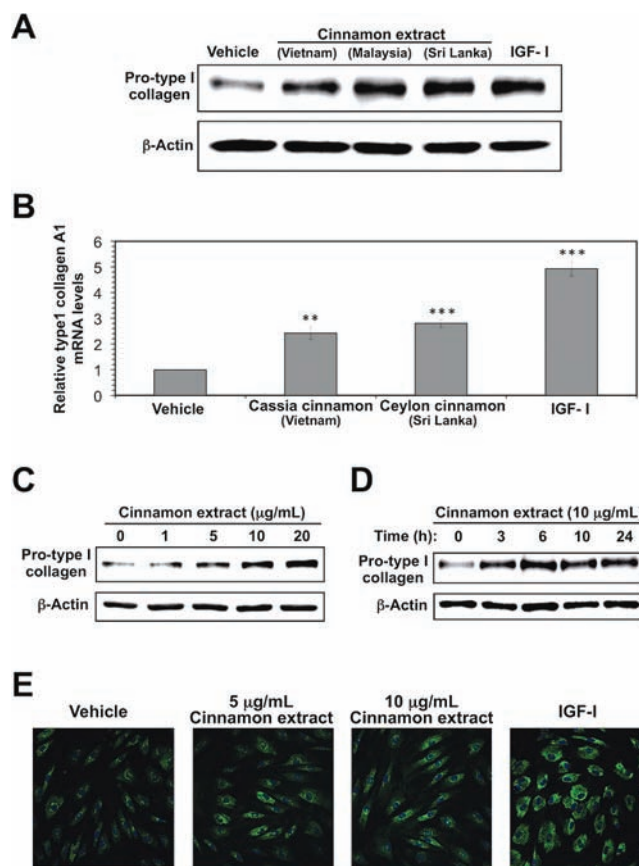 A
Cinnamon extract
Vehicle (Vietnam) (Malaysia) (Sri Lanka) IGF- I
Pro-type I
collagen
β-Actin
B
Relative type1 collagen A1
mRNA levels
6
5
4
3
2
1
0
** *** ***
Vehicle Cassia cinnamon Ceylon cinnamon IGF- I
(Vietnam) (Sri Lanka)
C
Cinnamon extract (μg/mL)
0 1 5 10 20
Pro-type I
collagen
β-Actin
D
Cinnamon extract (10 μg/mL)
Time (h): 0 3 6 10 24
Pro-type I
collagen
β-Actin
E
Vehicle
5 μg/mL
Cinnamon extract
10 μg/mL
Cinnamon extract
IGF-I